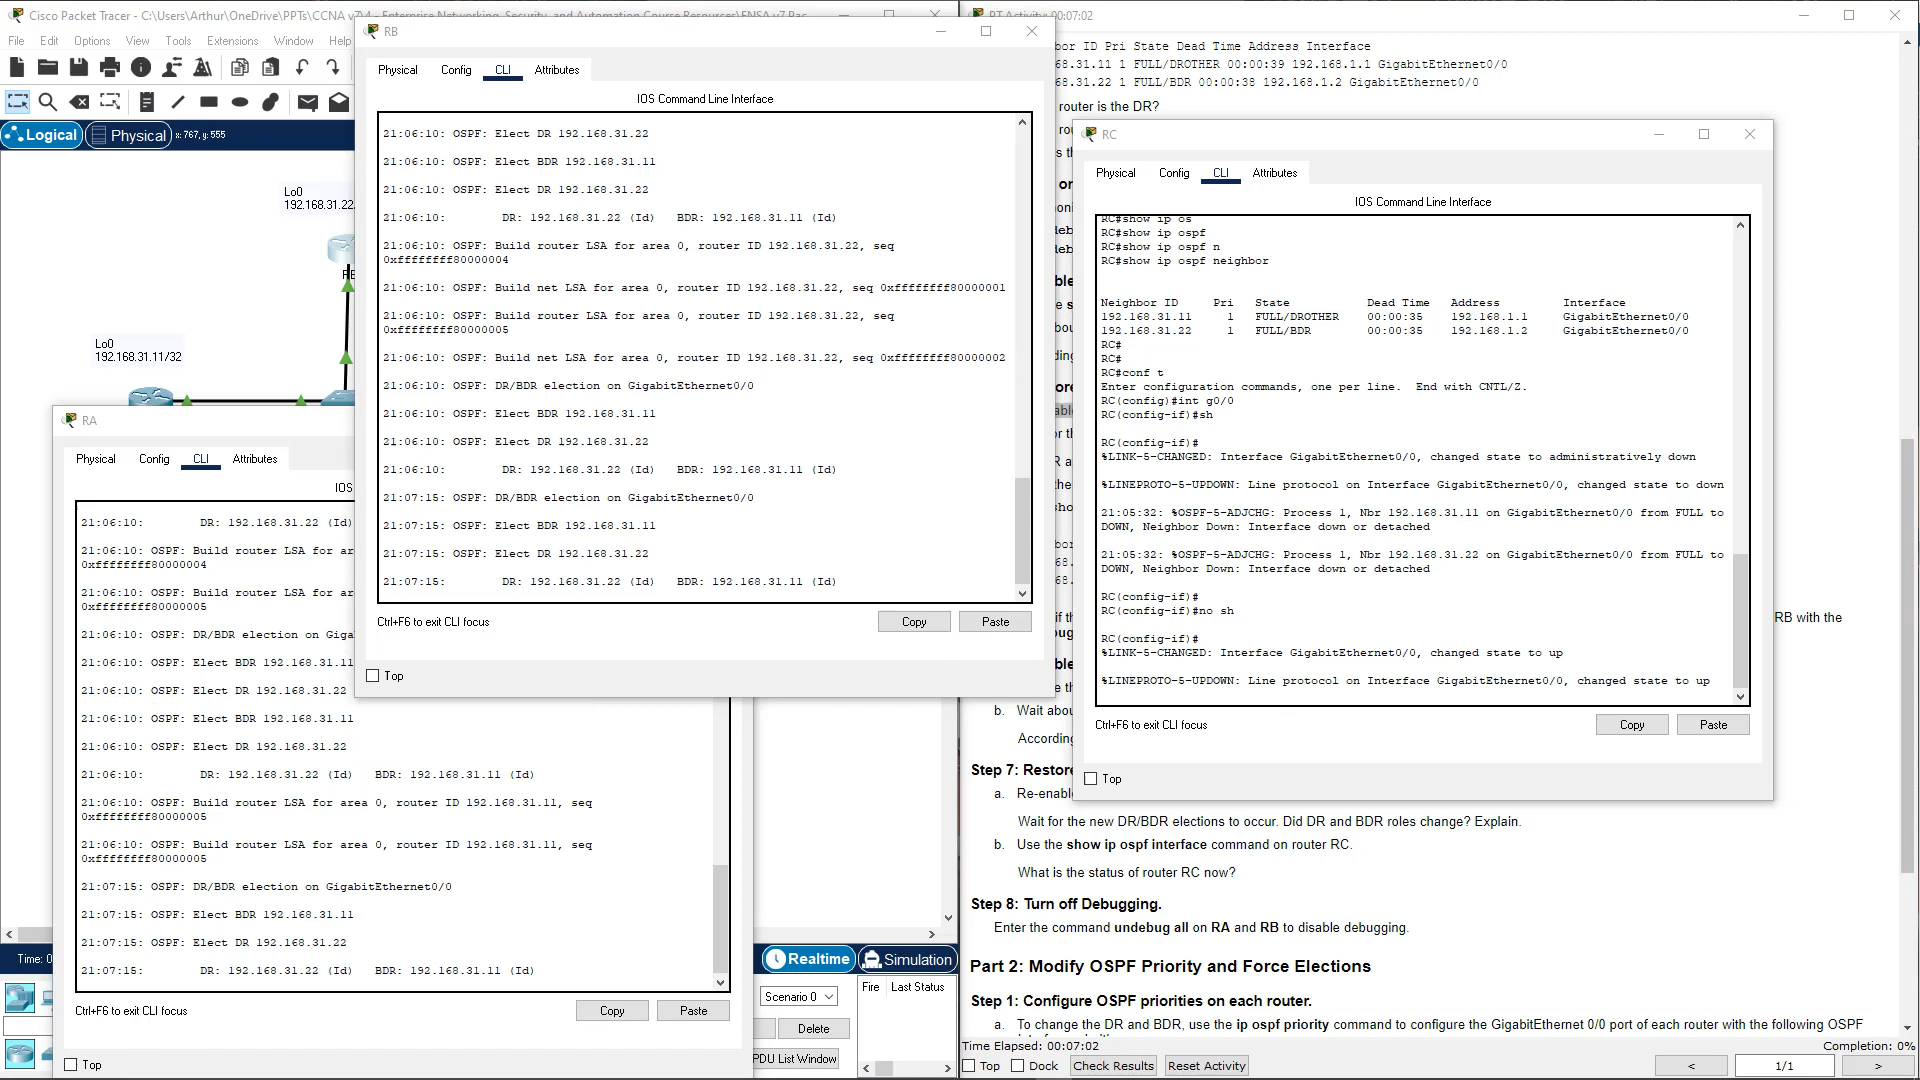 Cisco Packet Tracer - C:\Users\Arthur\OneDrive\PPTs\CCNA v7\4 - Enterprise Networking, Security, and Automation Course Resources\ENSA v7 Pac
File Edit Options View Tools Extensions Window Help
Logical
Physical
x: 767, y: 555
Lo0
192.168.31.22
Lo0
192.168.31.11/32
RB
Physical Config CLI Attributes
IOS Command Line Interface
21:06:10: OSPF: Elect DR 192.168.31.22
21:06:10: OSPF: Elect BDR 192.168.31.11
21:06:10: OSPF: Elect DR 192.168.31.22
21:06:10: DR: 192.168.31.22 (Id) BDR: 192.168.31.11 (Id)
21:06:10: OSPF: Build router LSA for area 0, router ID 192.168.31.22, seq
0xffffffff80000004
21:06:10: OSPF: Build net LSA for area 0, router ID 192.168.31.22, seq 0xffffffff80000001
21:06:10: OSPF: Build router LSA for area 0, router ID 192.168.31.22, seq
0xffffffff80000005
21:06:10: OSPF: Build net LSA for area 0, router ID 192.168.31.22, seq 0xffffffff80000002
21:06:10: OSPF: DR/BDR election on GigabitEthernet0/0
21:06:10: OSPF: Elect BDR 192.168.31.11
21:06:10: OSPF: Elect DR 192.168.31.22
21:06:10: DR: 192.168.31.22 (Id) BDR: 192.168.31.11 (Id)
21:07:15: OSPF: DR/BDR election on GigabitEthernet0/0
21:07:15: OSPF: Elect BDR 192.168.31.11
21:07:15: OSPF: Elect DR 192.168.31.22
21:07:15: DR: 192.168.31.22 (Id) BDR: 192.168.31.11 (Id)
Ctrl+F6 to exit CLI focus
Copy
Paste
Top
RA
Physical Config CLI Attributes
IOS
21:06:10: DR: 192.168.31.22 (Id)
21:06:10: OSPF: Build router LSA for ar
0xffffffff80000004
21:06:10: OSPF: Build router LSA for ar
0xffffffff80000005
21:06:10: OSPF: DR/BDR election on Giga
21:06:10: OSPF: Elect BDR 192.168.31.11
21:06:10: OSPF: Elect DR 192.168.31.22
21:06:10: OSPF: Elect BDR 192.168.31.11
21:06:10: OSPF: Elect DR 192.168.31.22
21:06:10: DR: 192.168.31.22 (Id) BDR: 192.168.31.11 (Id)
21:06:10: OSPF: Build router LSA for area 0, router ID 192.168.31.11, seq
0xffffffff80000005
21:06:10: OSPF: Build router LSA for area 0, router ID 192.168.31.11, seq
0xffffffff80000005
21:07:15: OSPF: DR/BDR election on GigabitEthernet0/0
21:07:15: OSPF: Elect BDR 192.168.31.11
21:07:15: OSPF: Elect DR 192.168.31.22
21:07:15: DR: 192.168.31.22 (Id) BDR: 192.168.31.11 (Id)
Ctrl+F6 to exit CLI focus
Copy
Paste
Top
Time: 0
Realtime
Simulation
Scenario 0
Fire Last Status
Delete
PDU List Window
PT Activity: 00:07:02
bor ID Pri State Dead Time Address Interface
68.31.11 1 FULL/DROTHER 00:00:39 192.168.1.1 GigabitEthernet0/0
68.31.22 1 FULL/BDR 00:00:38 192.168.1.2 GigabitEthernet0/0
router is the DR?
RC
Physical Config CLI Attributes
IOS Command Line Interface
RC#show ip os
RC#show ip ospf
RC#show ip ospf n
RC#show ip ospf neighbor
Neighbor ID Pri State Dead Time Address Interface
192.168.31.11 1 FULL/DROTHER 00:00:35 192.168.1.1 GigabitEthernet0/0
192.168.31.22 1 FULL/BDR 00:00:35 192.168.1.2 GigabitEthernet0/0
RC#
RC#
RC#conf t
Enter configuration commands, one per line. End with CNTL/Z.
RC(config)#int g0/0
RC(config-if)#sh
RC(config-if)#
%LINK-5-CHANGED: Interface GigabitEthernet0/0, changed state to administratively down
%LINEPROTO-5-UPDOWN: Line protocol on Interface GigabitEthernet0/0, changed state to down
21:05:32: %OSPF-5-ADJCHG: Process 1, Nbr 192.168.31.11 on GigabitEthernet0/0 from FULL to
DOWN, Neighbor Down: Interface down or detached
21:05:32: %OSPF-5-ADJCHG: Process 1, Nbr 192.168.31.22 on GigabitEthernet0/0 from FULL to
DOWN, Neighbor Down: Interface down or detached
RC(config-if)#
RC(config-if)#no sh
RC(config-if)#
%LINK-5-CHANGED: Interface GigabitEthernet0/0, changed state to up
%LINEPROTO-5-UPDOWN: Line protocol on Interface GigabitEthernet0/0, changed state to up
Ctrl+F6 to exit CLI focus
Copy
Paste
Top
RB with the
b. Wait abou
According
Step 7: Restore
a. Re-enabl
Wait for the new DR/BDR elections to occur. Did DR and BDR roles change? Explain.
b. Use the show ip ospf interface command on router RC.
What is the status of router RC now?
Step 8: Turn off Debugging.
Enter the command undebug all on RA and RB to disable debugging.
Part 2: Modify OSPF Priority and Force Elections
Step 1: Configure OSPF priorities on each router.
a. To change the DR and BDR, use the ip ospf priority command to configure the GigabitEthernet 0/0 port of each router with the following OSPF
Time Elapsed: 00:07:02
Completion: 0%
Top
Dock
Check Results
Reset Activity
<
1/1
>